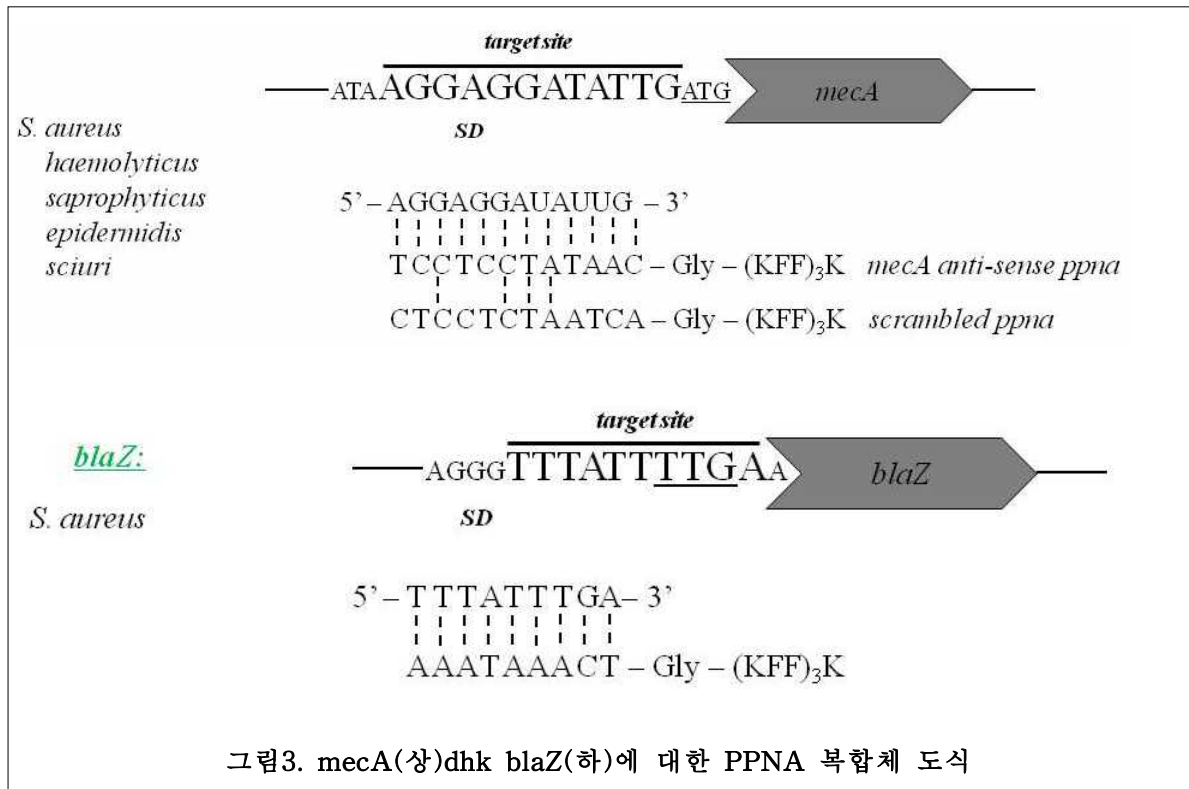 target site
ATAAGGAGGATATTGATG mecA
SD
S. aureus
haemolyticus
saprophyticus
epidermidis
sciuri
5’ – AGGAGGAUAUUG – 3’
TCCTCCTATAAC – Gly – (KFF)₃K mecA anti-sense ppna
CTCCTCTAATCA – Gly – (KFF)₃K scrambled ppna
target site
blaZ:
AGGGTTTATTTTGAA blaZ
SD
S. aureus
5’ – TTTATTTGA – 3’
AAATAAACT – Gly – (KFF)₃K
그림3. mecA(상)dhk blaZ(하)에 대한 PPNA 복합체 도식